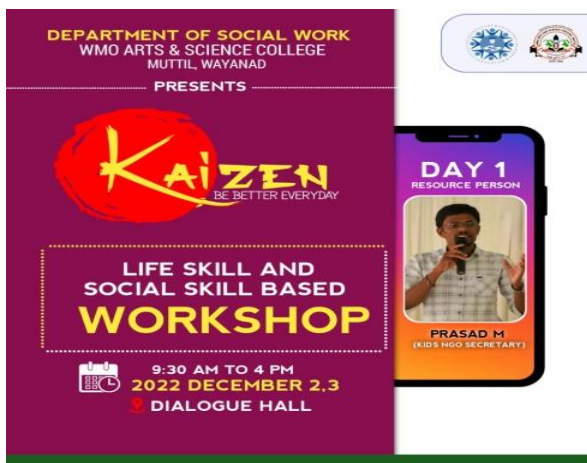 DEPARTMENT OF SOCIAL WORK
WMO ARTS & SCIENCE COLLEGE
MUTTIL, WAYANAD
PRESENTS
KAiZEN
BE BETTER EVERYDAY
LIFE SKILL AND
SOCIAL SKILL BASED
WORKSHOP
9:30 AM TO 4 PM
2022 DECEMBER 2,3
DIALOGUE HALL
DAY 1
RESOURCE PERSON
PRASAD M
(KIDS NGO SECRETARY)